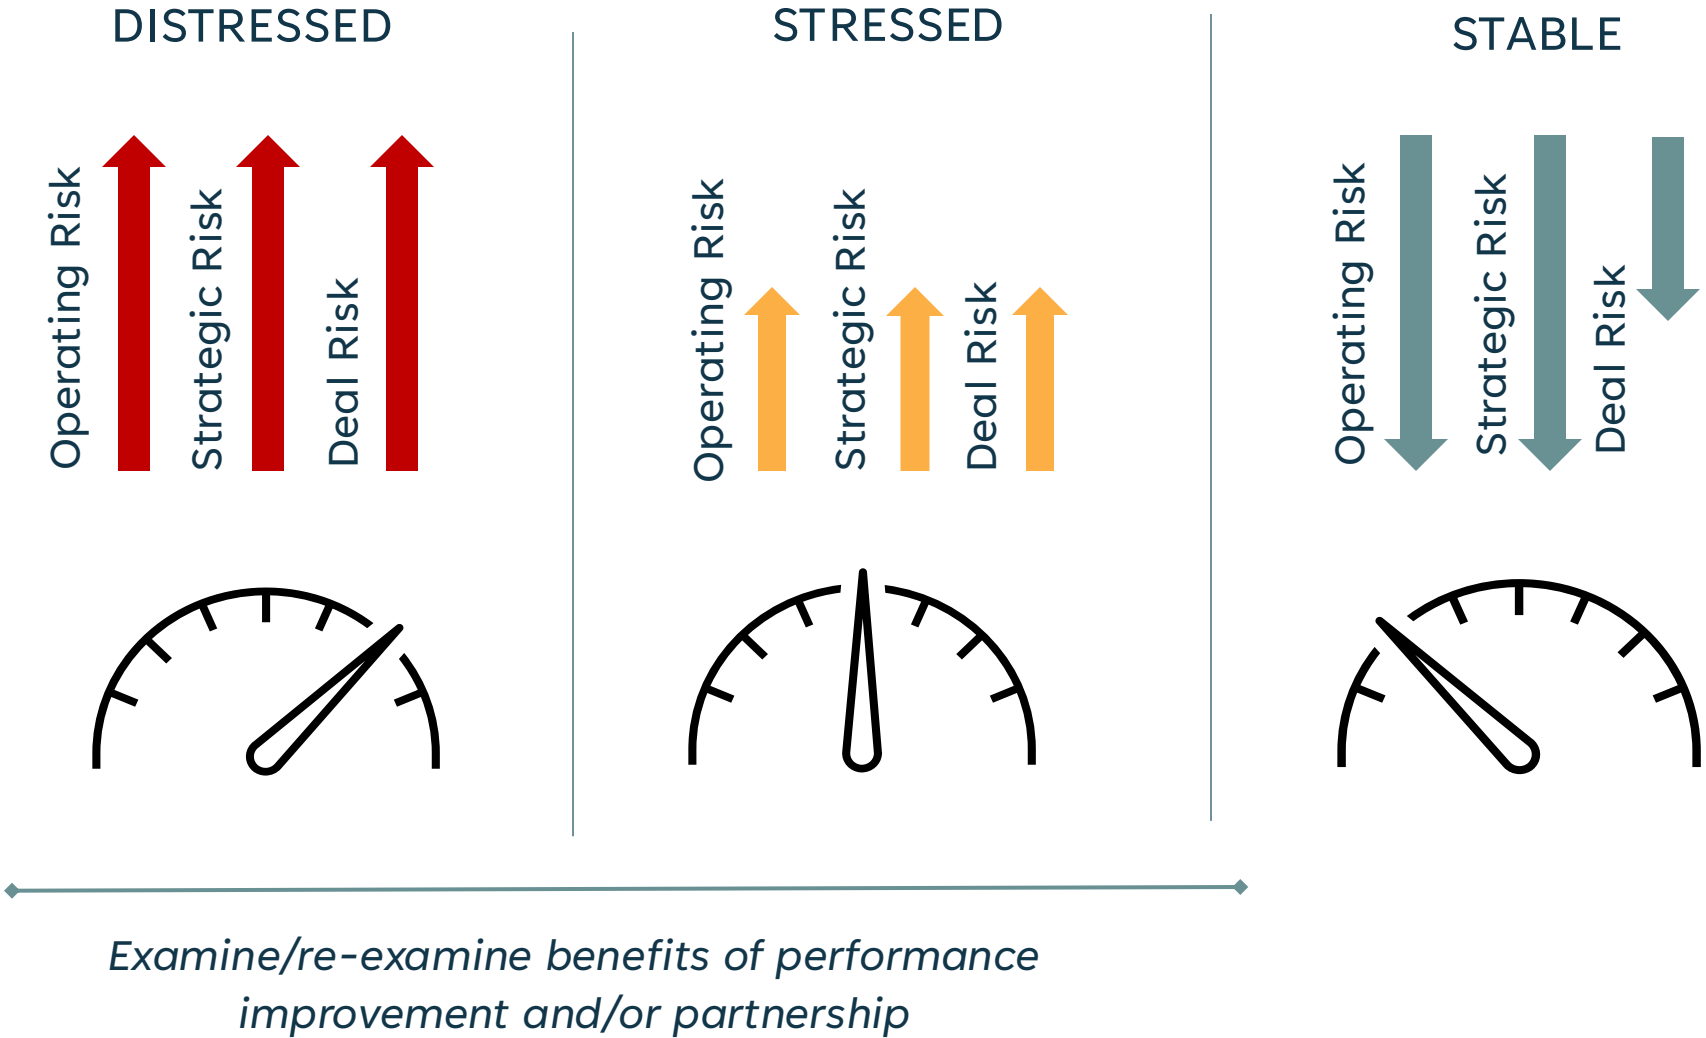 DISTRESSED
Operating Risk
Strategic Risk
Deal Risk
STRESSED
Operating Risk
Strategic Risk
Deal Risk
STABLE
Operating Risk
Strategic Risk
Deal Risk
Examine/re-examine benefits of performance
improvement and/or partnership